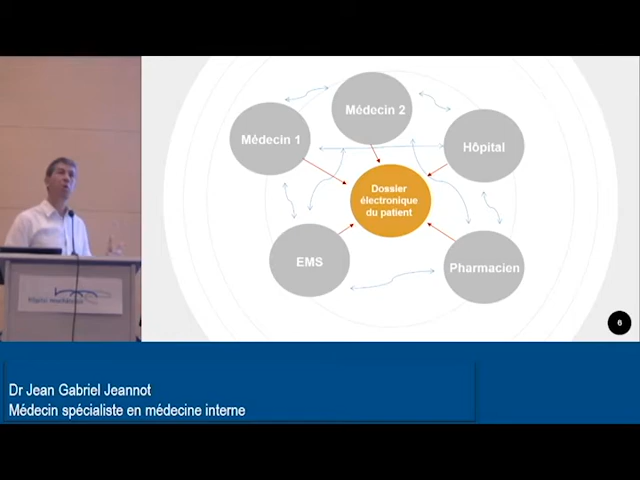 Médecin 2
Médecin 1
Hôpital
Dossier
électronique
du patient
EMS
Pharmacien
6
Dr Jean Gabriel Jeannot
Médecin spécialiste en médecine interne